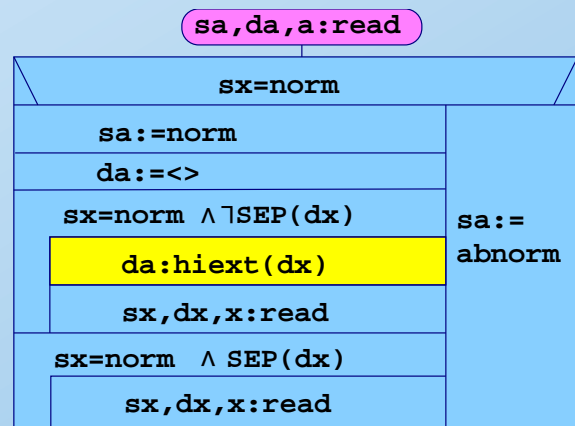 sa,da,a:read
sx=norm
sa:=norm
da:=<>
sx=norm ∧ ⅂SEP(dx)
sa:=
abnorm
da:hiext(dx)
sx,dx,x:read
sx=norm ∧ SEP(dx)
sx,dx,x:read